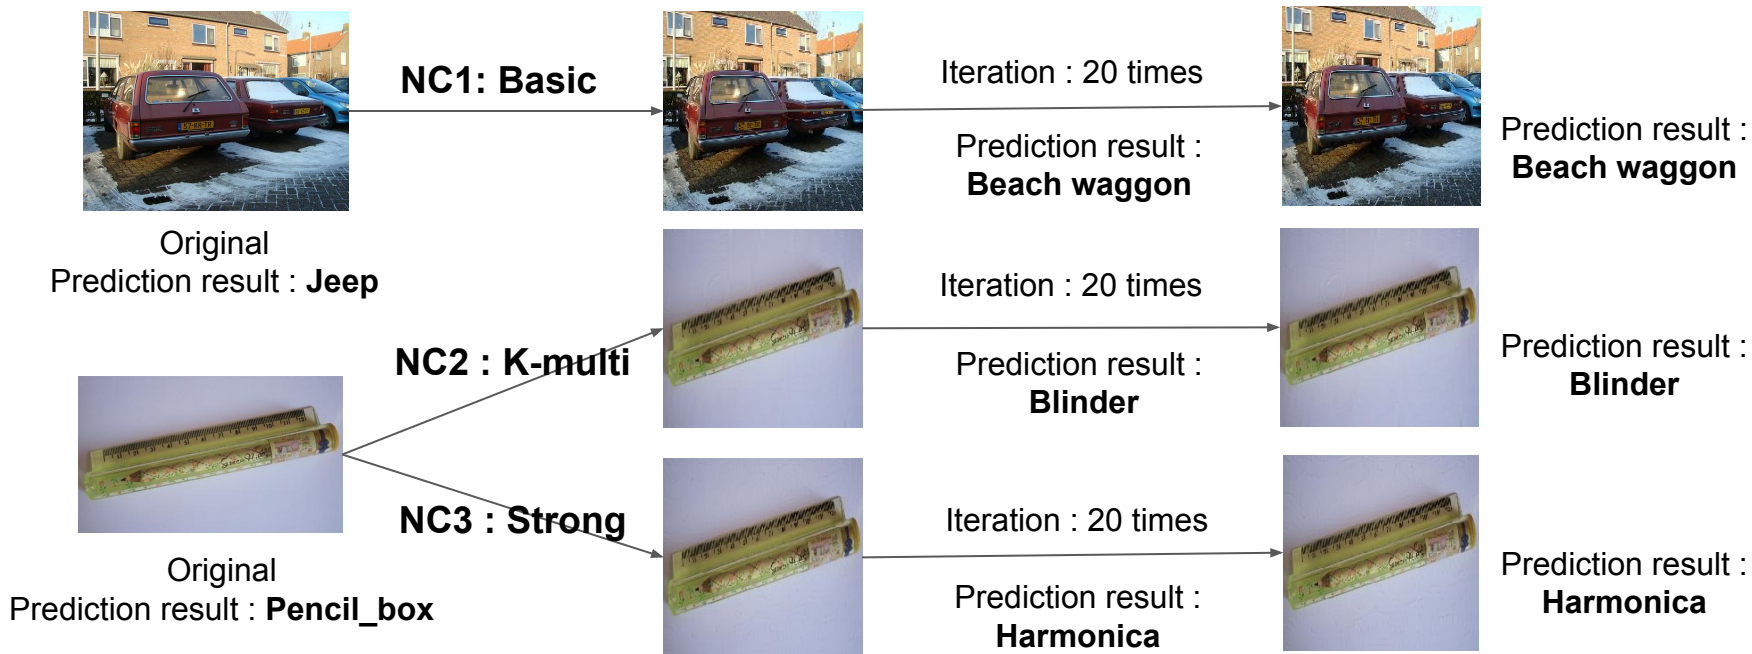 NC1: Basic
Iteration : 20 times
Prediction result :
Beach waggon
Prediction result :
Beach waggon
Original
Prediction result : Jeep
NC2 : K-multi
Iteration : 20 times
Prediction result :
Blinder
Prediction result :
Blinder
NC3 : Strong
Iteration : 20 times
Prediction result :
Harmonica
Prediction result :
Harmonica
Original
Prediction result : Pencil_box